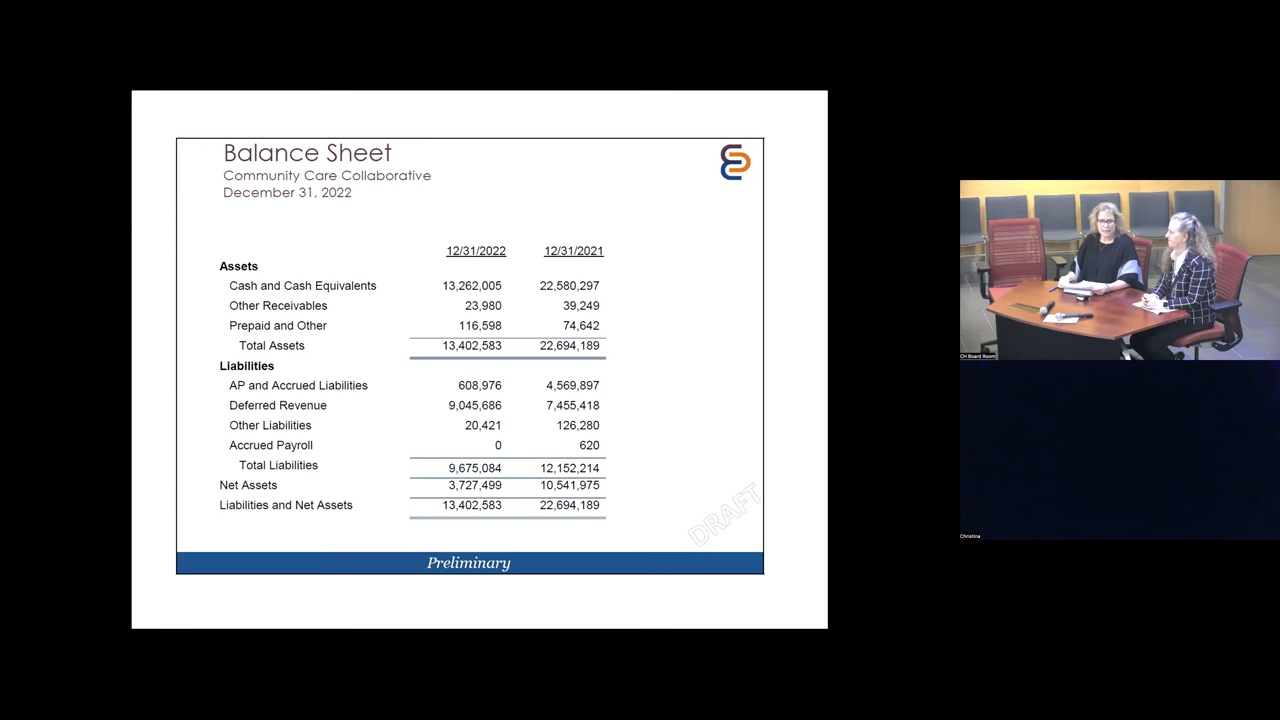 Balance Sheet
Community Care Collaborative
December 31, 2022
12/31/2022 12/31/2021
Assets
Cash and Cash Equivalents 13,262,005 22,580,297
Other Receivables 23,980 39,249
Prepaid and Other 116,598 74,642
Total Assets 13,402,583 22,694,189
Liabilities
AP and Accrued Liabilities 608,976 4,569,897
Deferred Revenue 9,045,686 7,455,418
Other Liabilities 20,421 126,280
Accrued Payroll 0 620
Total Liabilities 9,675,084 12,152,214
Net Assets 3,727,499 10,541,975
Liabilities and Net Assets 13,402,583 22,694,189
DRAFT
Preliminary
CH Board Room
Christina